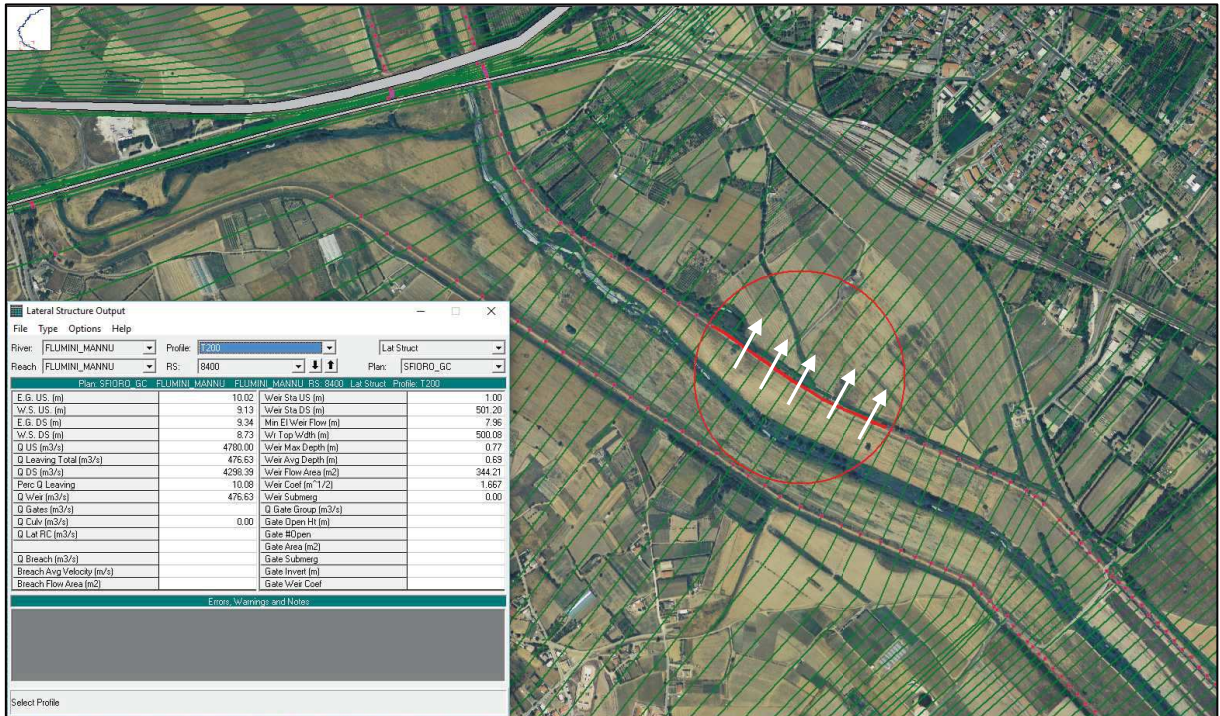 Lateral Structure Output
File Type Options Help
River: FLUMINI_MANNU Profile: T200 Lat Struct
Reach FLUMINI_MANNU RS: 8400 Plan: SFIORO_GC
Plan: SFIORO_GC FLUMINI_MANNU FLUMINI_MANNU RS: 8400 Lat Struct Profile: T200
E.G. US. (m) 10.02 Weir Sta US (m) 1.00
W.S. US. (m) 9.13 Weir Sta DS (m) 501.20
E.G. DS (m) 9.34 Min El Weir Flow (m) 7.96
W.S. DS (m) 8.73 Wr Top Wdth (m) 500.08
Q US (m3/s) 4780.00 Weir Max Depth (m) 0.77
Q Leaving Total (m3/s) 476.63 Weir Avg Depth (m) 0.69
Q DS (m3/s) 4298.39 Weir Flow Area (m2) 344.21
Perc Q Leaving 10.08 Weir Coef (m^1/2) 1.667
Q Weir (m3/s) 476.63 Weir Submerg 0.00
Q Gates (m3/s) Q Gate Group (m3/s)
Q Culv (m3/s) 0.00 Gate Open Ht (m)
Q Lat RC (m3/s) Gate #Open
Gate Area (m2)
Q Breach (m3/s) Gate Submerg
Breach Avg Velocity (m/s) Gate Invert (m)
Breach Flow Area (m2) Gate Weir Coef
Errors, Warnings and Notes
Select Profile